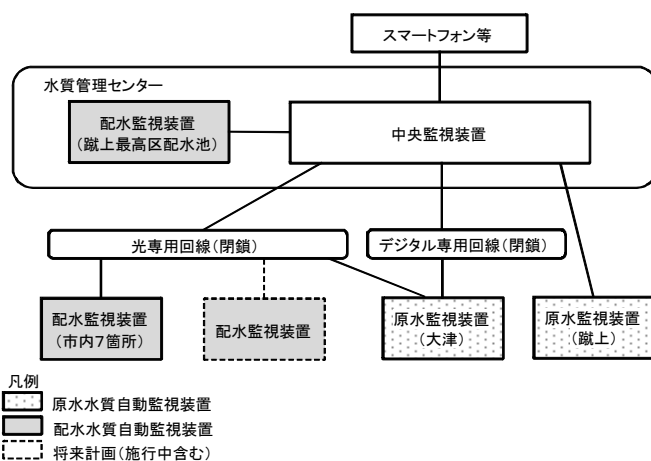 スマートフォン等
水質管理センター
配水監視装置
(蹴上最高区配水池)
中央監視装置
光専用回線(閉鎖)
デジタル専用回線(閉鎖)
配水監視装置
(市内7箇所)
配水監視装置
原水監視装置
(大津)
原水監視装置
(蹴上)
凡例
原水水質自動監視装置
配水水質自動監視装置
将来計画(施行中含む)